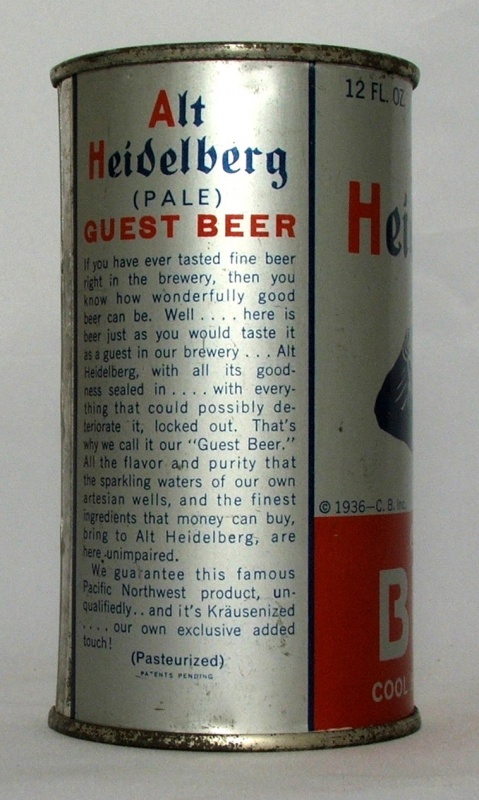 Alt
Heidelberg
(PALE)
GUEST BEER
If you have ever tasted fine beer
right in the brewery, then you
know how wonderfully good
beer can be. Well .... here is
beer just as you would taste it
as a guest in our brewery ... Alt
Heidelberg, with all its good-
ness sealed in .... with every-
thing that could possibly de-
teriorate it, locked out. That's
why we call it our "Guest Beer."
All the flavor and purity that
the sparkling waters of our own
artesian wells, and the finest
ingredients that money can buy,
bring to Alt Heidelberg, are
here unimpaired.
We guarantee this famous
Pacific Northwest product, un-
qualifiedly.. and it's Kräusenized
.... our own exclusive added
touch!
(Pasteurized)
PATENTS PENDING
12 FL. OZ.
Hei
© 1936-C. B. Inc.
B
COOL